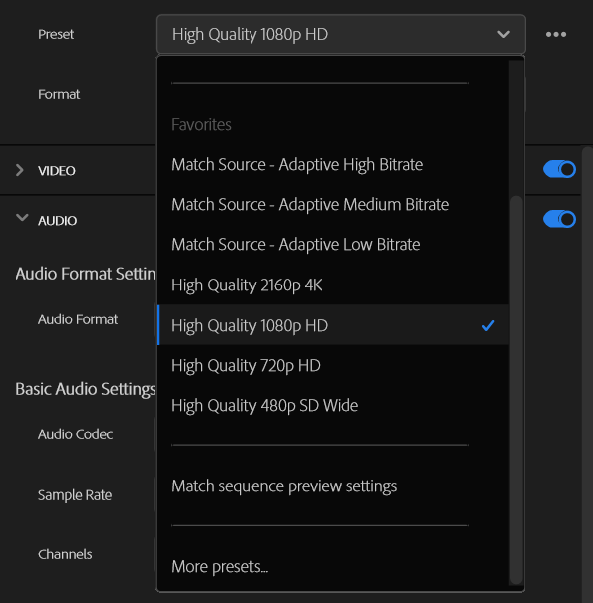 Preset
High Quality 1080p HD
Format
Favorites
Match Source - Adaptive High Bitrate
VIDEO
Match Source - Adaptive Medium Bitrate
AUDIO
Match Source - Adaptive Low Bitrate
Audio Format Settin
High Quality 2160p 4K
Audio Format
High Quality 1080p HD
High Quality 720p HD
Basic Audio Settings
High Quality 480p SD Wide
Audio Codec
Match sequence preview settings
Sample Rate
Channels
More presets...